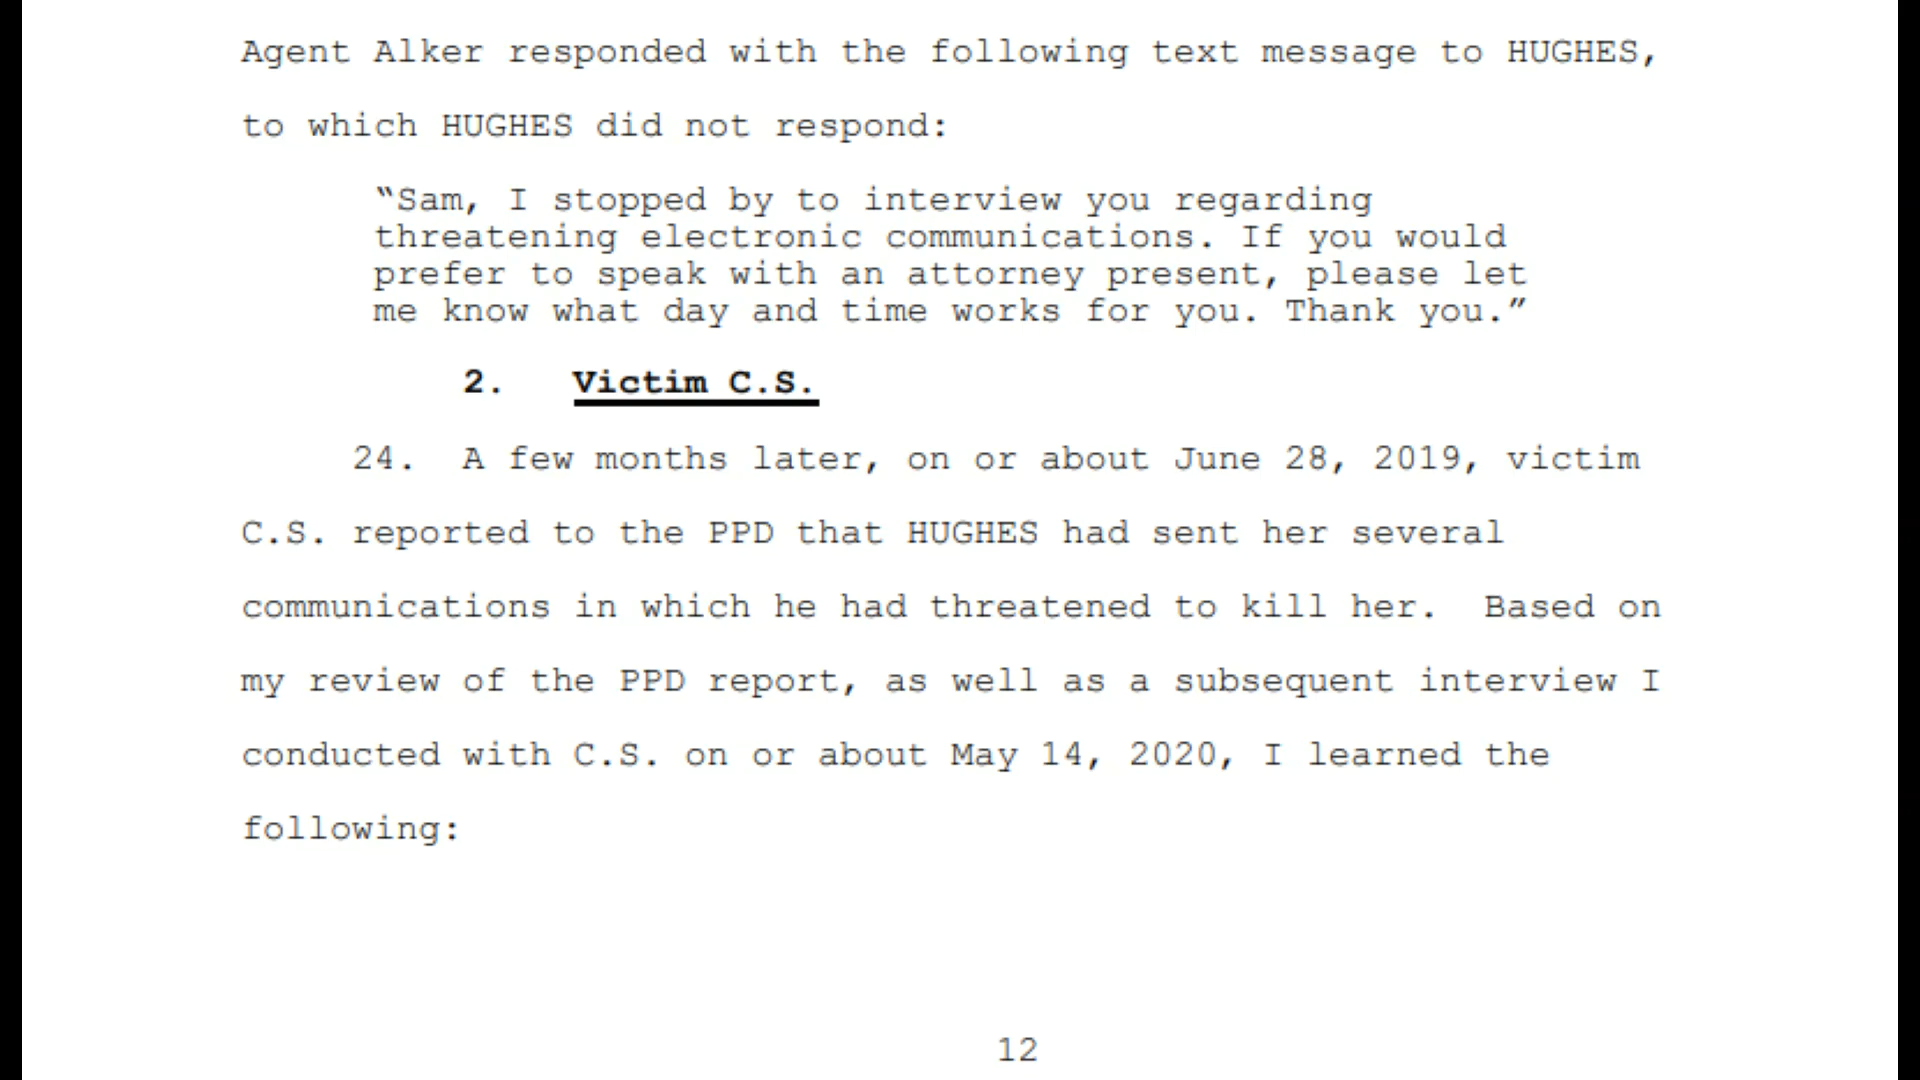 Agent Alker responded with the following text message to HUGHES,
to which HUGHES did not respond:
“Sam, I stopped by to interview you regarding
threatening electronic communications. If you would
prefer to speak with an attorney present, please let
me know what day and time works for you. Thank you.”
2. Victim C.S.
24. A few months later, on or about June 28, 2019, victim
C.S. reported to the PPD that HUGHES had sent her several
communications in which he had threatened to kill her. Based on
my review of the PPD report, as well as a subsequent interview I
conducted with C.S. on or about May 14, 2020, I learned the
following:
12